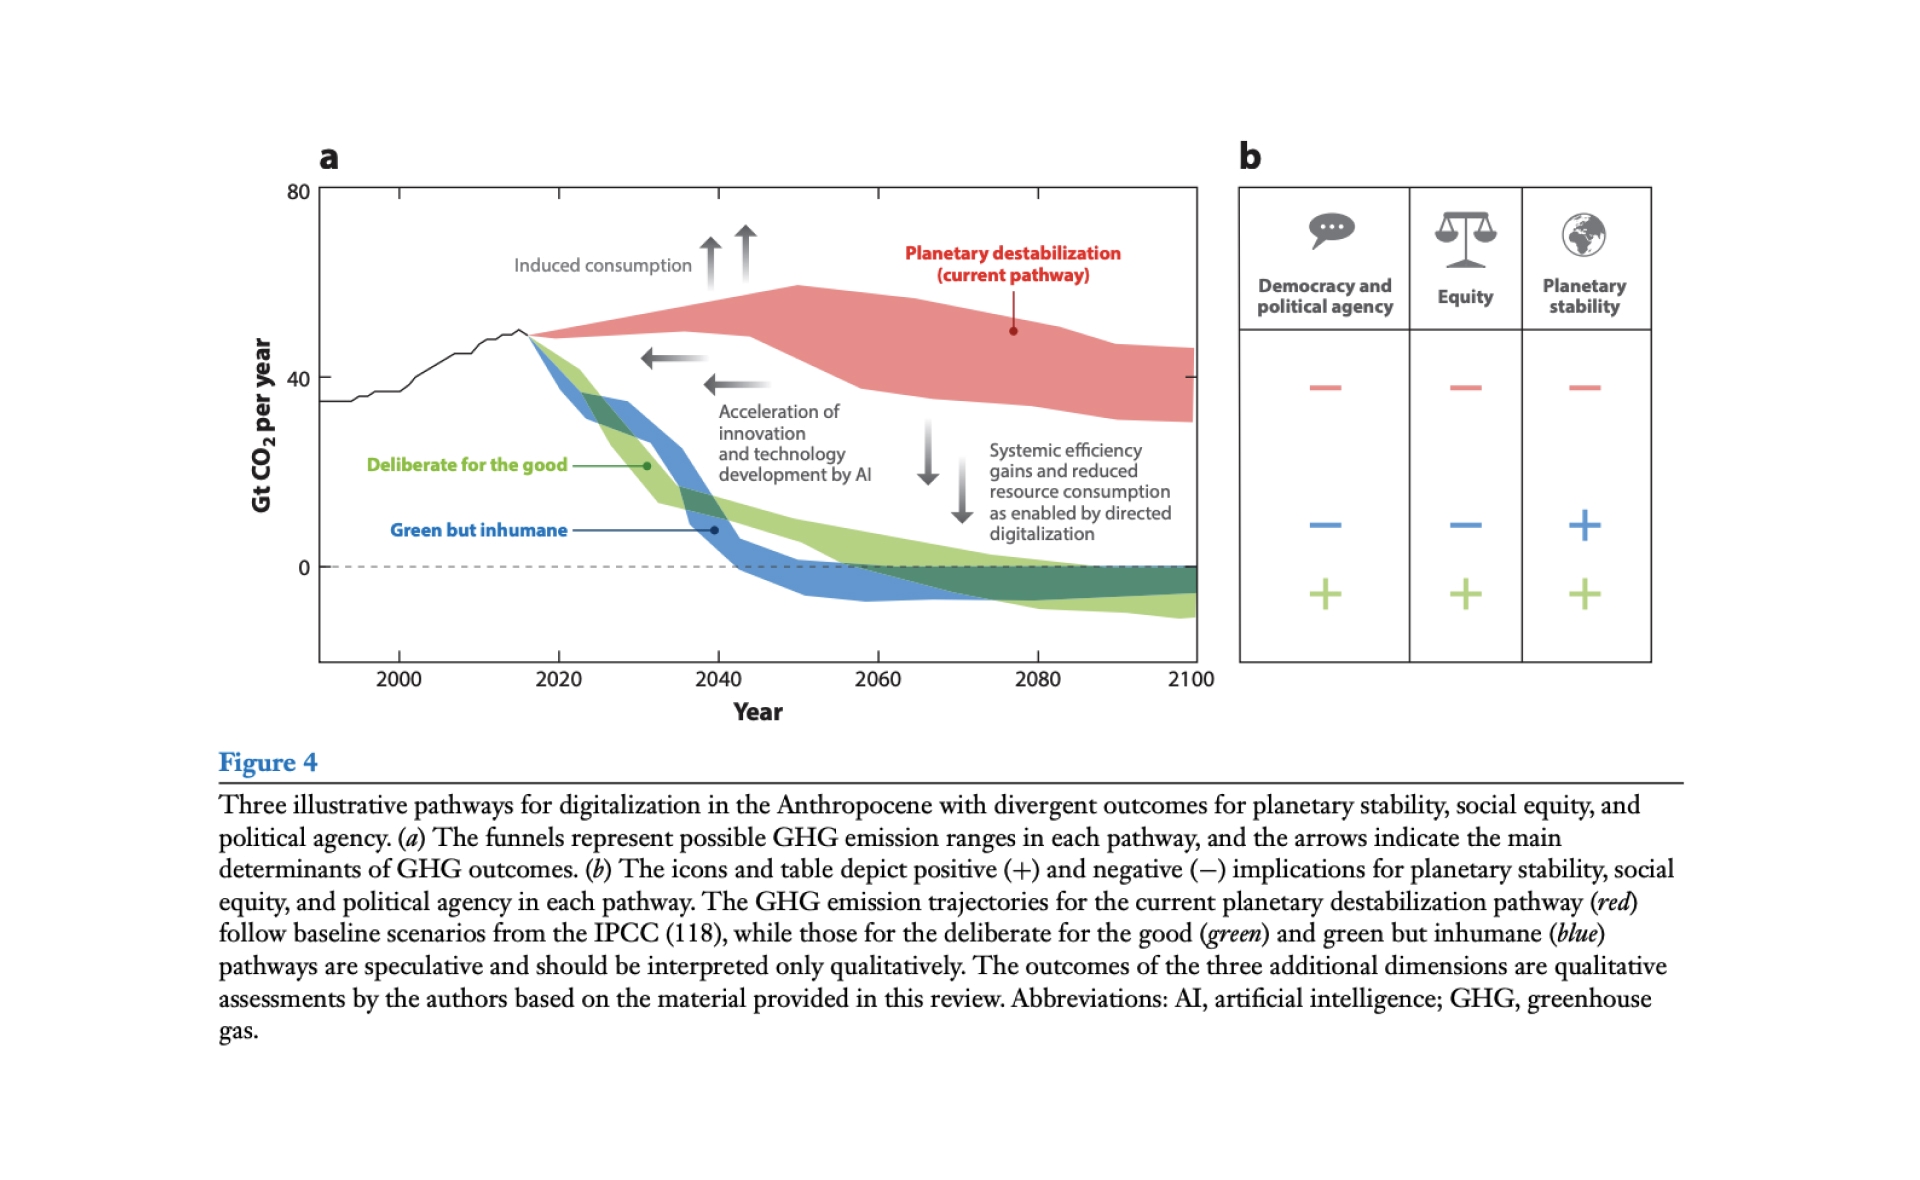 a
80
40
0
Gt CO2 per year
Induced consumption
Planetary destabilization
(current pathway)
Acceleration of
innovation
and technology
development by AI
Deliberate for the good
Green but inhumane
Systemic efficiency
gains and reduced
resource consumption
as enabled by directed
digitalization
2000 2020 2040 2060 2080 2100
Year
b
Democracy and
political agency
Equity
Planetary
stability
− − −
− − +
+ + +
Figure 4
Three illustrative pathways for digitalization in the Anthropocene with divergent outcomes for planetary stability, social equity, and
political agency. (a) The funnels represent possible GHG emission ranges in each pathway, and the arrows indicate the main
determinants of GHG outcomes. (b) The icons and table depict positive (+) and negative (−) implications for planetary stability, social
equity, and political agency in each pathway. The GHG emission trajectories for the current planetary destabilization pathway (red)
follow baseline scenarios from the IPCC (118), while those for the deliberate for the good (green) and green but inhumane (blue)
pathways are speculative and should be interpreted only qualitatively. The outcomes of the three additional dimensions are qualitative
assessments by the authors based on the material provided in this review. Abbreviations: AI, artificial intelligence; GHG, greenhouse
gas.